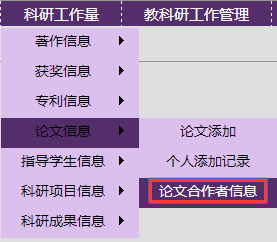 科研工作量 教科研工作管理
著作信息
获奖信息
专利信息
论文信息 论文添加
指导学生信息 个人添加记录
科研项目信息 论文合作者信息
科研成果信息